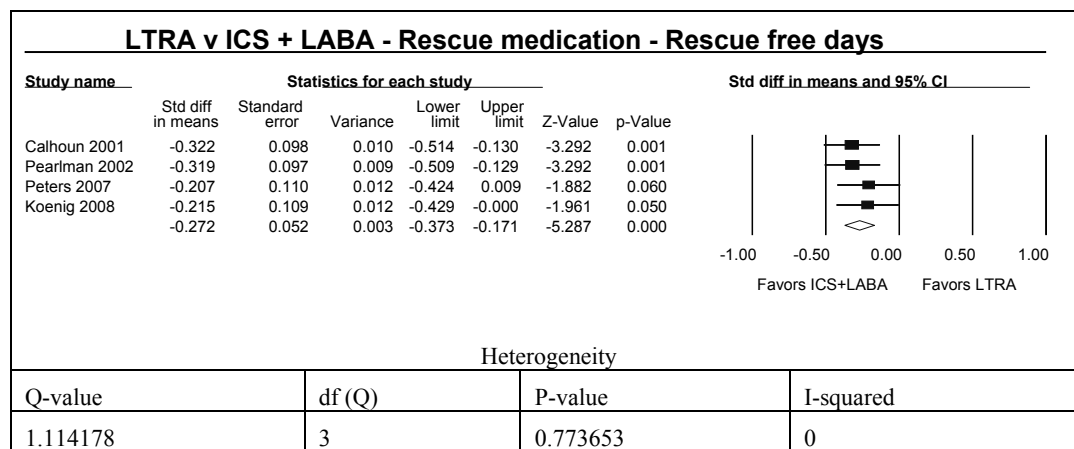 LTRA v ICS + LABA - Rescue medication - Rescue free days
Study name Statistics for each study Std diff in means and 95% CI
Std diff in means Standard error Variance Lower limit Upper limit Z-Value p-Value
Calhoun 2001 -0.322 0.098 0.010 -0.514 -0.130 -3.292 0.001
Pearlman 2002 -0.319 0.097 0.009 -0.509 -0.129 -3.292 0.001
Peters 2007 -0.207 0.110 0.012 -0.424 0.009 -1.882 0.060
Koenig 2008 -0.215 0.109 0.012 -0.429 -0.000 -1.961 0.050
-0.272 0.052 0.003 -0.373 -0.171 -5.287 0.000
-1.00 -0.50 0.00 0.50 1.00
Favors ICS+LABA Favors LTRA
Heterogeneity
Q-value df (Q) P-value I-squared
1.114178 3 0.773653 0